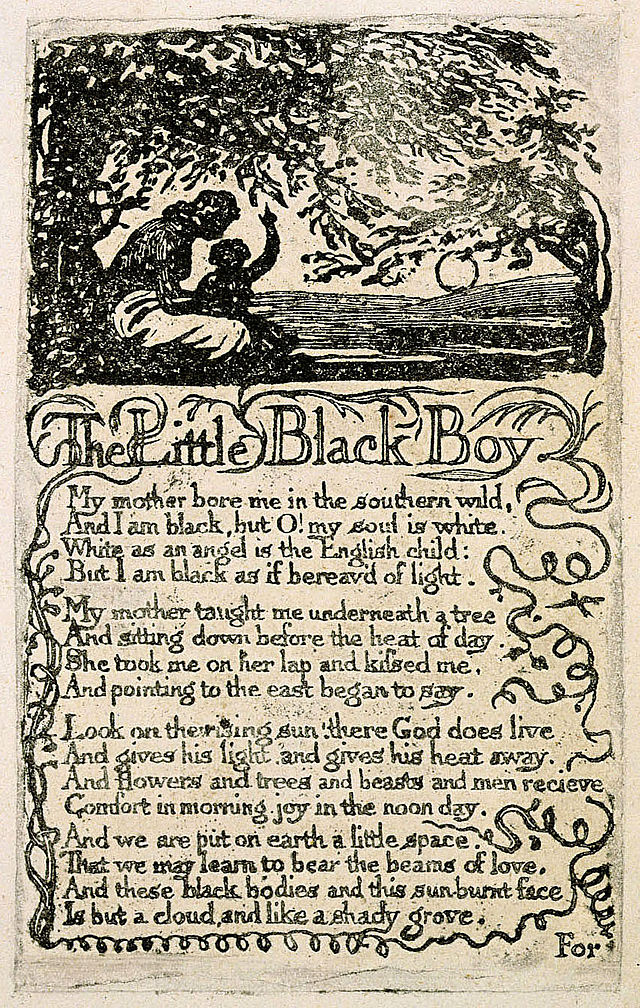 The Little Black Boy
My mother bore me in the southern wild,
And I am black, but O! my soul is white.
White as an angel is the English child:
But I am black as if bereav'd of light.
My mother taught me underneath a tree
And sitting down before the heat of day.
She took me on her lap and kissed me,
And pointing to the east began to say.
Look on the rising sun: there God does live
And gives his light, and gives his heat away.
And flowers and trees and beasts and men recieve
Comfort in morning joy in the noon day.
And we are put on earth a little space.
That we may learn to bear the beams of love,
And these black bodies and this sun-burnt face
Is but a cloud, and like a shady grove.
For